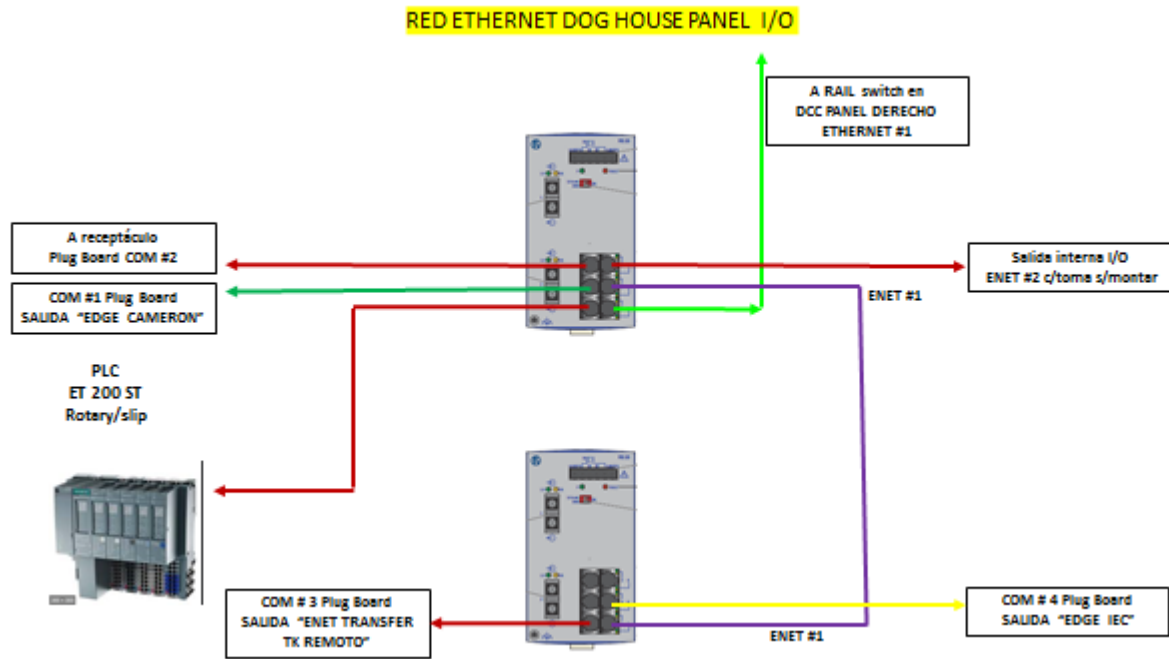 RED ETHERNET DOG HOUSE PANEL I/O
A RAIL switch en
DCC PANEL DERECHO
ETHERNET #1
A receptáculo
Plug Board COM #2
Salida interna I/O
ENET #2 c/toma s/montar
COM #1 Plug Board
SALIDA "EDGE CAMERON"
ENET #1
PLC
ET 200 ST
Rotary/slip
COM # 3 Plug Board
SALIDA "ENET TRANSFER
TK REMOTO"
COM # 4 Plug Board
SALIDA "EDGE IEC"
ENET #1